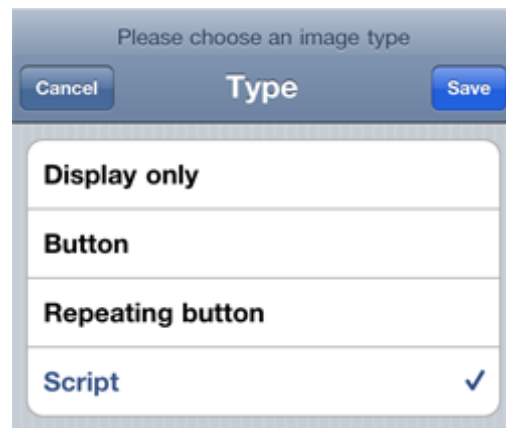 Please choose an image type
Cancel Type Save
Display only
Button
Repeating button
Script